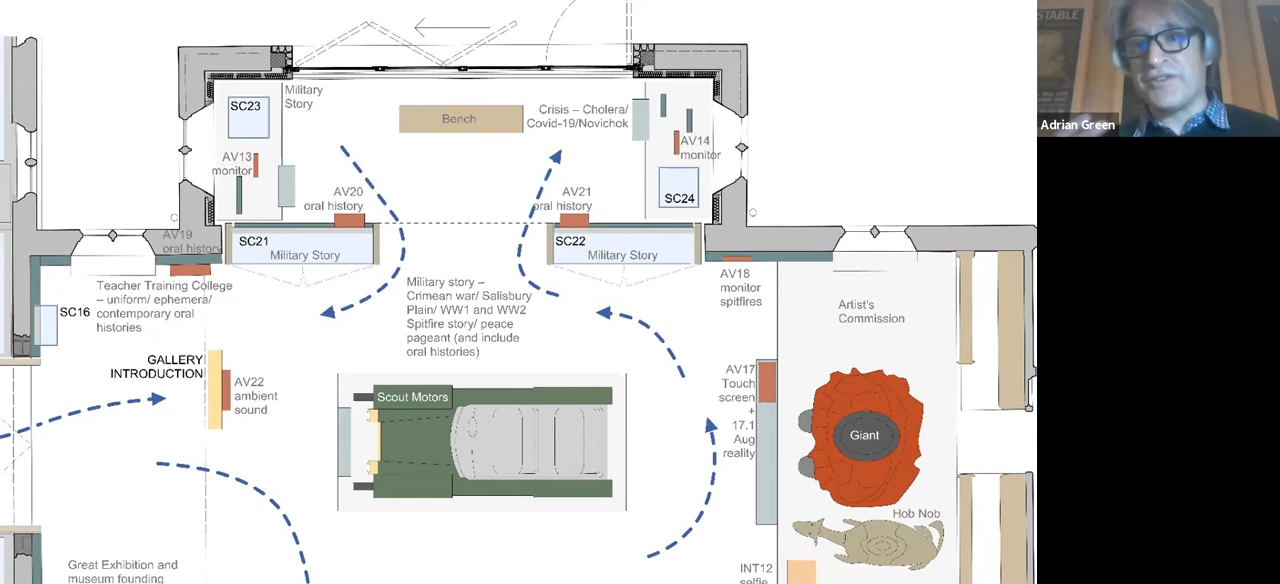 SC23
Military
Story
Bench
Crisis – Cholera/
Covid-19/Novichok
AV13
monitor
AV14
monitor
SC24
AV20
oral history
AV21
oral history
AV19
oral history
SC21
Military Story
SC22
Military Story
Teacher Training College
– uniform/ ephemera/
contemporary oral
histories
SC16
Military story –
Crimean war/ Salisbury
Plain/ WW1 and WW2
Spitfire story/ peace
pageant (and include
oral histories)
AV18
monitor
spitfires
Artist's
Commission
GALLERY
INTRODUCTION
AV22
ambient
sound
Scout Motors
AV17
Touch
screen
+
17.1
Aug
reality
Giant
Hob Nob
Great Exhibition and
museum founding
INT12
selfie
STABLE
Adrian Green